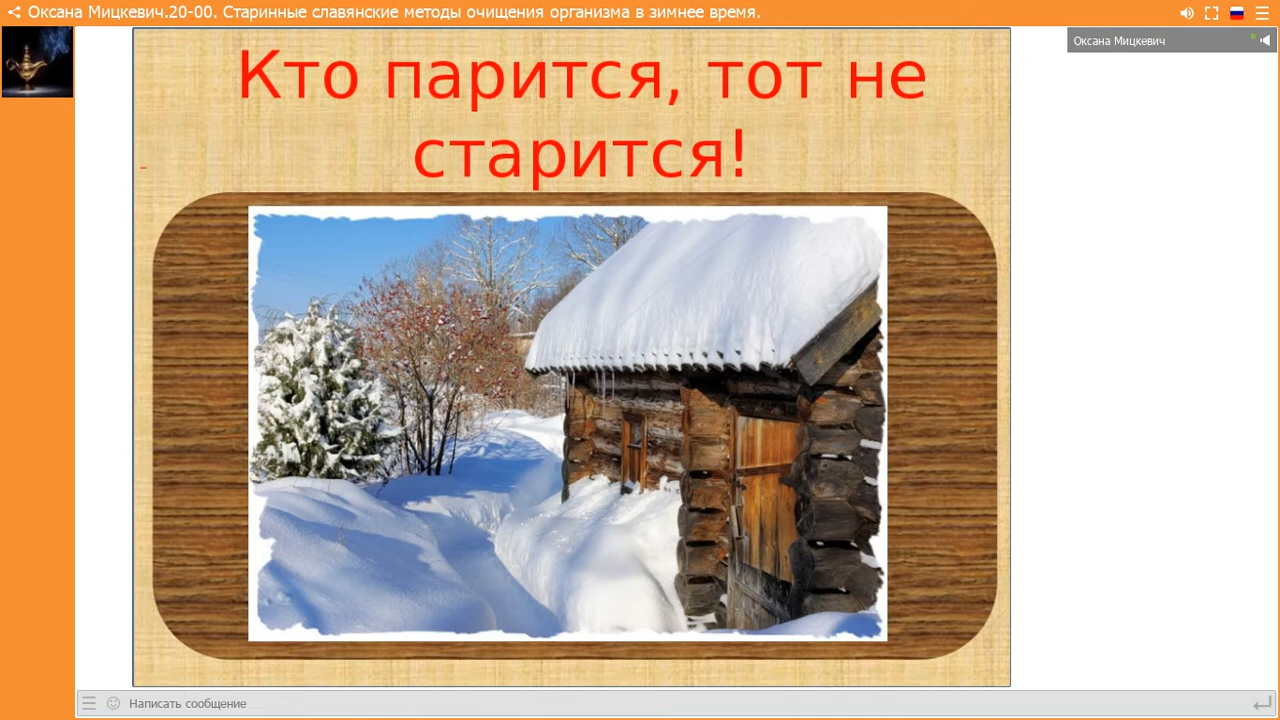 Оксана Мицкевич.20-00. Старинные славянские методы очищения организма в зимнее время.
Оксана Мицкевич
Кто парится, тот не
старится!
Написать сообщение